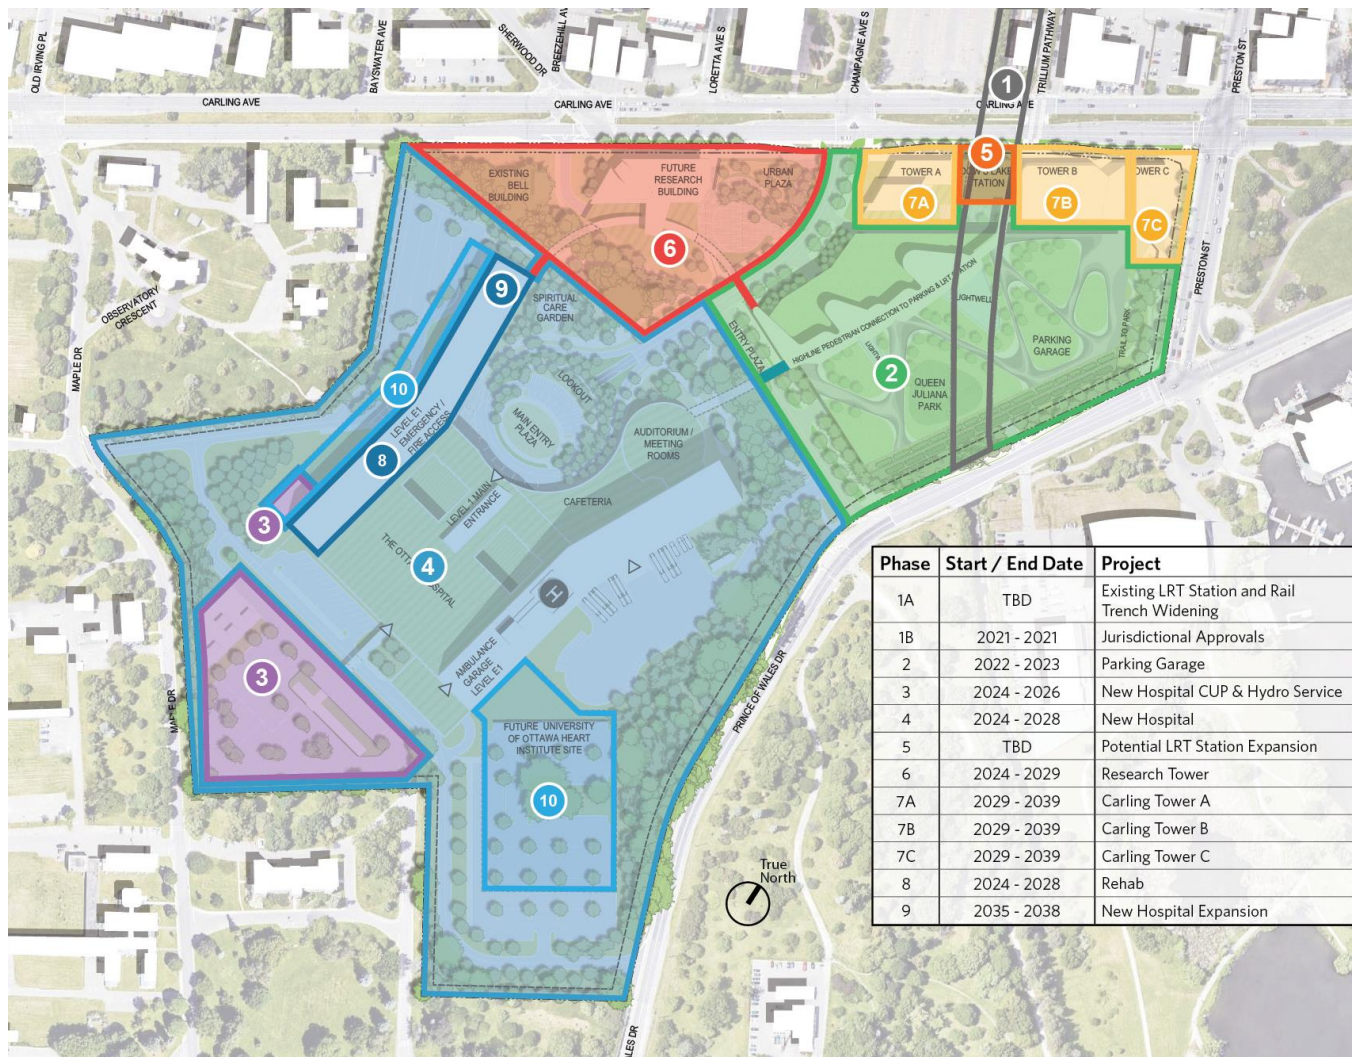 OLD IRVING PL
BAYSWATER AVE
SHERWOOD DR
LORETTA AVE S
CHAMPAGNE AVE S
TRILLIUM PATHWAY
PRESTON ST
CARLING AVE
CARLING AVE
CARLING AVE
1
5
EXISTING
BELL
BUILDING
FUTURE
RESEARCH
BUILDING
URBAN
PLAZA
TOWER A
STATION
TOWER B
7A
7B
7C
6
9
PRESTON ST
OBSERVATORY
CRESCENT
MAPLE DR
SPIRITUAL
CARE
GARDEN
ENTRY PLAZA
HIGHLINE PEDESTRIAN CONNECTION TO PARKING & LRT STATION
LIGHTWELL
PARKING
GARAGE
TRAIL TO PARK
2
QUEEN
JULIANA
PARK
10
LOOKOUT
MAIN ENTRY
PLAZA
LEVEL E1
EMERGENCY /
FIRE ACCESS
8
AUDITORIUM /
MEETING
ROOMS
CAFETERIA
LEVEL 1 MAIN
ENTRANCE
3
4
H
AMBULANCE
GARAGE
LEVEL E1
3
FUTURE UNIVERSITY
OF OTTAWA HEART
INSTITUTE SITE
10
PRINCE OF WALES DR
True
North
Phase Start / End Date Project
1A TBD Existing LRT Station and Rail
Trench Widening
1B 2021 - 2021 Jurisdictional Approvals
2 2022 - 2023 Parking Garage
3 2024 - 2026 New Hospital CUP & Hydro Service
4 2024 - 2028 New Hospital
5 TBD Potential LRT Station Expansion
6 2024 - 2029 Research Tower
7A 2029 - 2039 Carling Tower A
7B 2029 - 2039 Carling Tower B
7C 2029 - 2039 Carling Tower C
8 2024 - 2028 Rehab
9 2035 - 2038 New Hospital Expansion